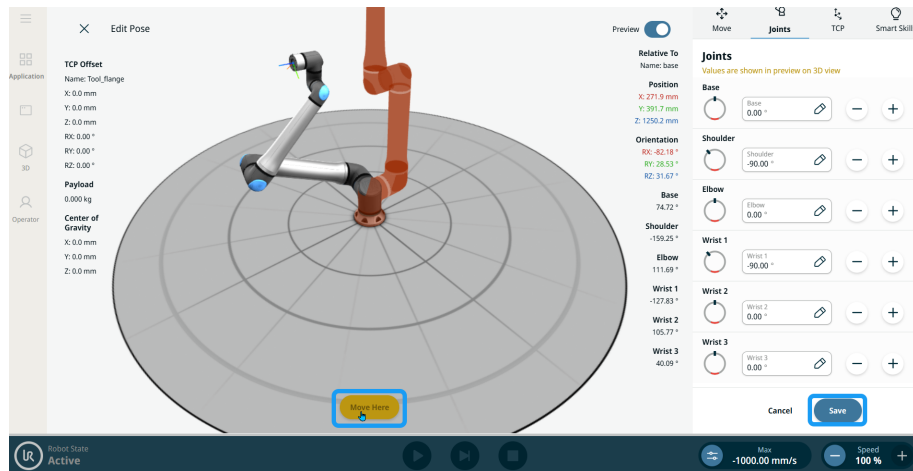 Edit Pose
Preview
Move
Joints
TCP
Smart Skill
Application
3D
Operator
TCP Offset
Name: Tool_flange
X: 0.0 mm
Y: 0.0 mm
Z: 0.0 mm
RX: 0.00 °
RY: 0.00 °
RZ: 0.00 °
Payload
0.000 kg
Center of
Gravity
X: 0.0 mm
Y: 0.0 mm
Z: 0.0 mm
Relative To
Name: base
Position
X: 271.9 mm
Y: 391.7 mm
Z: 1250.2 mm
Orientation
RX: -82.18 °
RY: 28.53 °
RZ: 31.67 °
Base
74.72 °
Shoulder
-159.25 °
Elbow
111.69 °
Wrist 1
-127.83 °
Wrist 2
105.77 °
Wrist 3
40.09 °
Move Here
Joints
Values are shown in preview on 3D view
Base
Base
0.00 °
Shoulder
Shoulder
-90.00 °
Elbow
Elbow
0.00 °
Wrist 1
Wrist 1
-90.00 °
Wrist 2
Wrist 2
0.00 °
Wrist 3
Wrist 3
0.00 °
Cancel
Save
UR
Robot State
Active
Max
-1000.00 mm/s
Speed
100 %